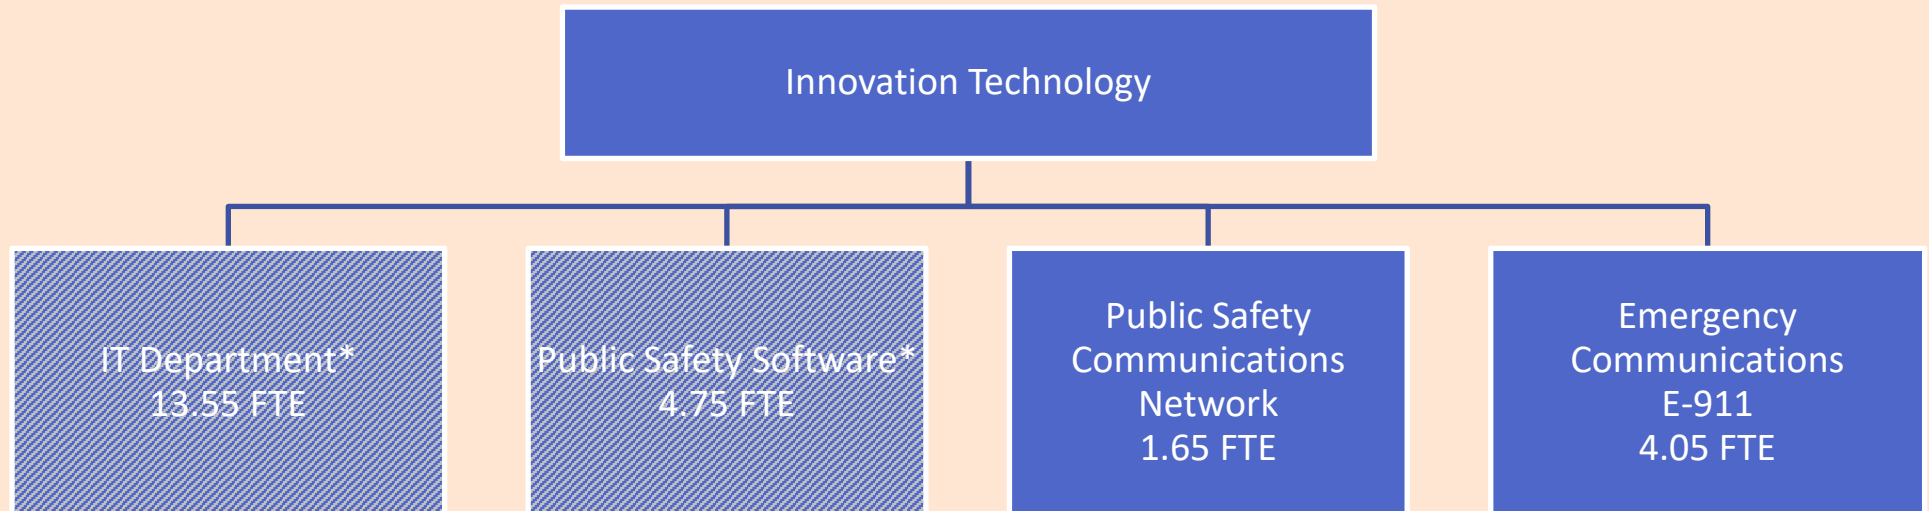 Innovation Technology
IT Department*
13.55 FTE
Public Safety Software*
4.75 FTE
Public Safety
Communications
Network
1.65 FTE
Emergency
Communications
E-911
4.05 FTE